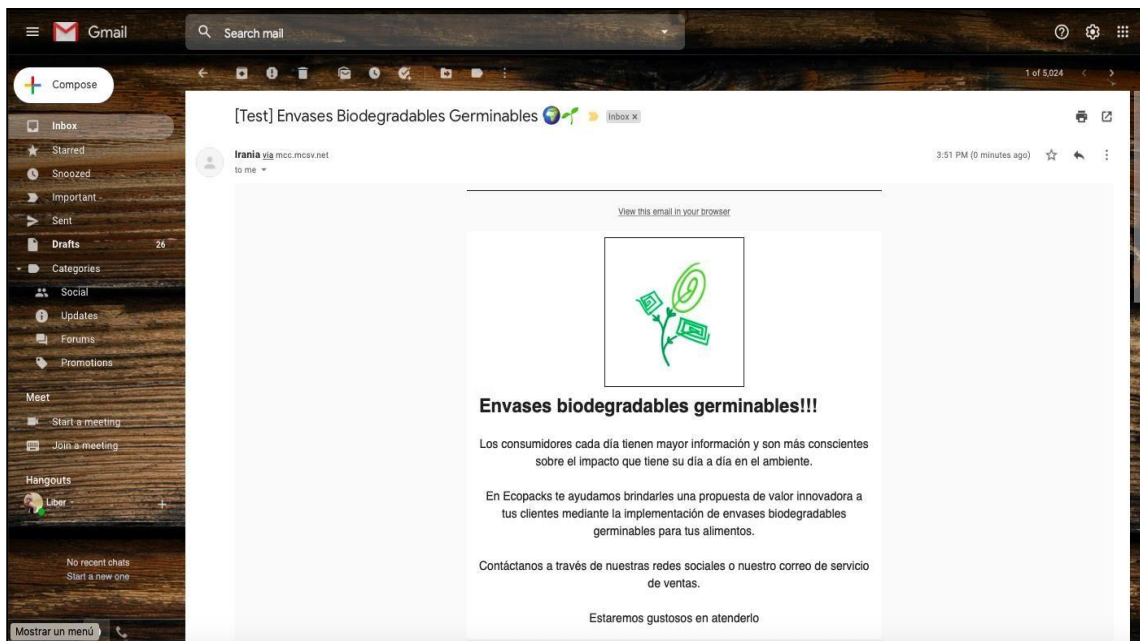 Gmail
Search mail
Compose
1 of 5,024
Inbox
Starred
Snoozed
Important
Sent
Drafts 26
Categories
Social
Updates
Forums
Promotions
Meet
Start a meeting
Join a meeting
Hangouts
Liber
No recent chats
Start a new one
Mostrar un menú
[Test] Envases Biodegradables Germinables 🌍🌱 Inbox x
Irania via mcc.mcsv.net
3:51 PM (0 minutes ago)
to me
View this email in your browser
Envases biodegradables germinables!!!
Los consumidores cada día tienen mayor información y son más conscientes
sobre el impacto que tiene su día a día en el ambiente.
En Ecopacks te ayudamos brindarles una propuesta de valor innovadora a
tus clientes mediante la implementación de envases biodegradables
germinables para tus alimentos.
Contáctanos a través de nuestras redes sociales o nuestro correo de servicio
de ventas.
Estaremos gustosos en atenderlo